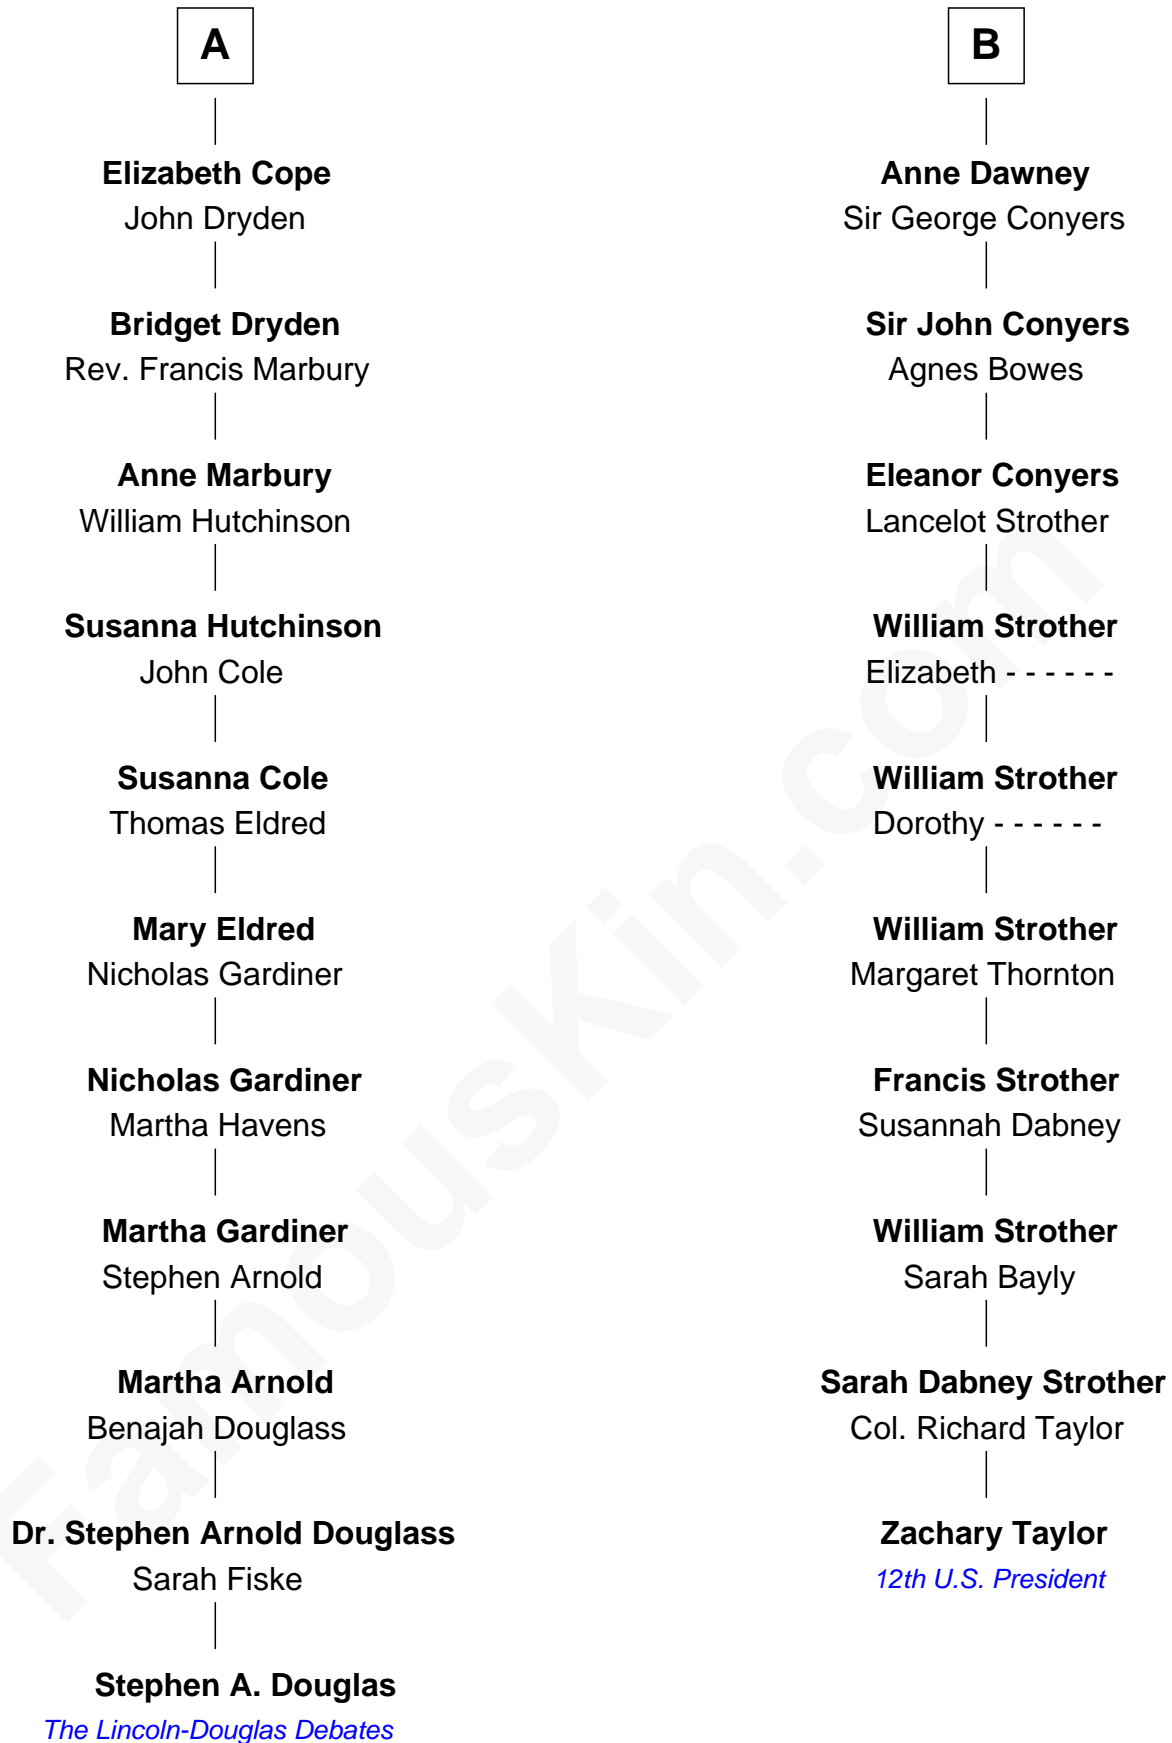 A
Elizabeth Cope
John Dryden
Bridget Dryden
Rev. Francis Marbury
Anne Marbury
William Hutchinson
Susanna Hutchinson
John Cole
Susanna Cole
Thomas Eldred
Mary Eldred
Nicholas Gardiner
Nicholas Gardiner
Martha Havens
Martha Gardiner
Stephen Arnold
Martha Arnold
Benajah Douglass
Dr. Stephen Arnold Douglass
Sarah Fiske
Stephen A. Douglas
The Lincoln-Douglas Debates
B
Anne Dawney
Sir George Conyers
Sir John Conyers
Agnes Bowes
Eleanor Conyers
Lancelot Strother
William Strother
Elizabeth - - - - - -
William Strother
Dorothy - - - - - -
William Strother
Margaret Thornton
Francis Strother
Susannah Dabney
William Strother
Sarah Bayly
Sarah Dabney Strother
Col. Richard Taylor
Zachary Taylor
12th U.S. President
FamousKin.com